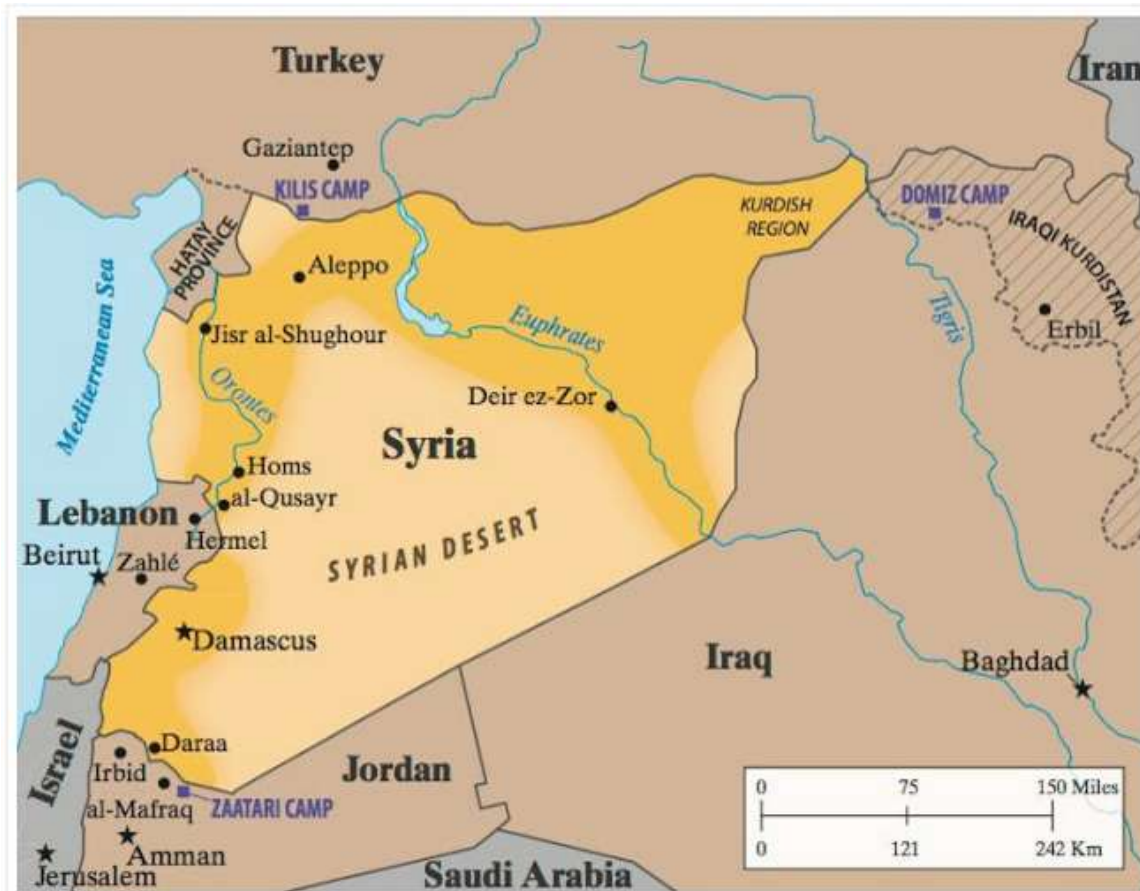 Turkey
Iran
Gaziantep
KILIS CAMP
DOMIZ CAMP
KURDISH
REGION
IRAQI KURDISTAN
HATAY
PROVINCE
Aleppo
Mediterranean Sea
Jisr al-Shughour
Euphrates
Tigris
Erbil
Orontes
Deir ez-Zor
Syria
Homs
al-Qusayr
Lebanon
Hermel
SYRIAN DESERT
Beirut
Zahlé
Damascus
Iraq
Baghdad
Israel
Daraa
Irbid
Jordan
al-Mafraq
ZAATARI CAMP
Amman
Jerusalem
Saudi Arabia
0 75 150 Miles
0 121 242 Km